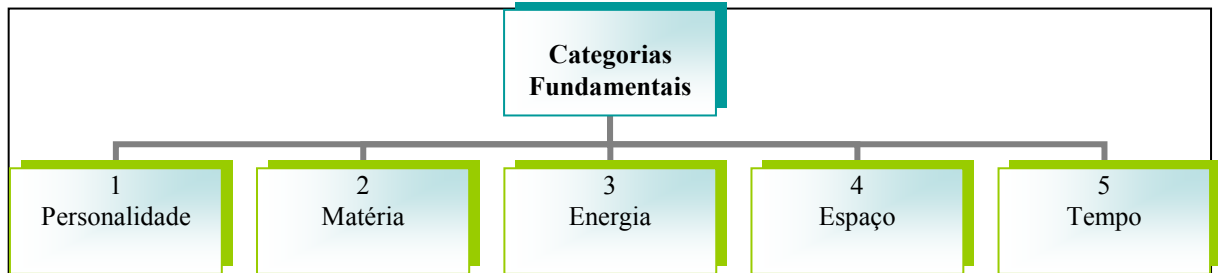 Categorias
Fundamentais
1
Personalidade
2
Matéria
3
Energia
4
Espaço
5
Tempo